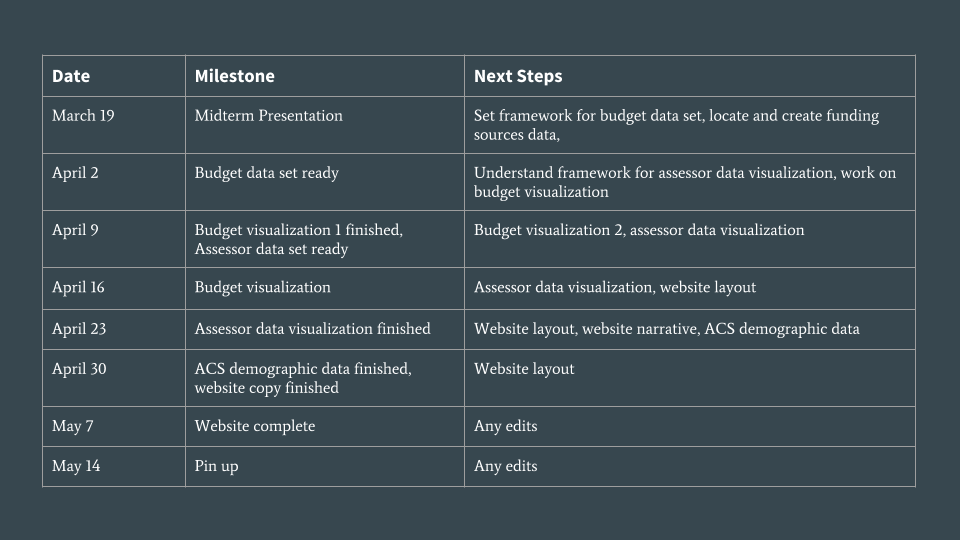 Date
Milestone
Next Steps
March 19
Midterm Presentation
Set framework for budget data set, locate and create funding
sources data,
April 2
Budget data set ready
Understand framework for assessor data visualization, work on
budget visualization
April 9
Budget visualization 1 finished,
Assessor data set ready
Budget visualization 2, assessor data visualization
April 16
Budget visualization
Assessor data visualization, website layout
April 23
Assessor data visualization finished
Website layout, website narrative, ACS demographic data
April 30
ACS demographic data finished,
website copy finished
Website layout
May 7
Website complete
Any edits
May 14
Pin up
Any edits